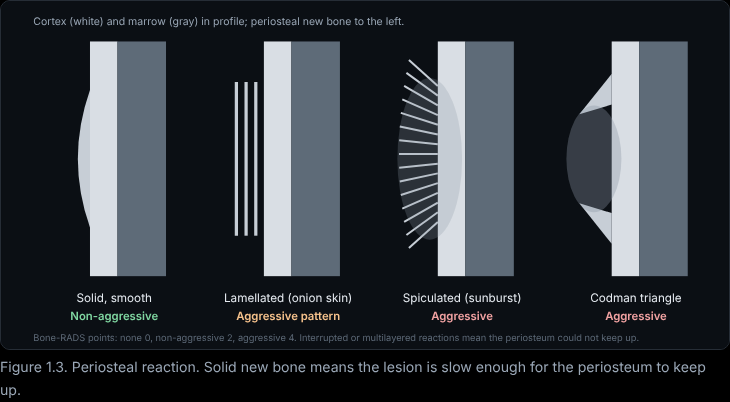 Cortex (white) and marrow (gray) in profile; periosteal new bone to the left.
Solid, smooth
Non-aggressive
Lamellated (onion skin)
Aggressive pattern
Spiculated (sunburst)
Aggressive
Codman triangle
Aggressive
Bone-RADS points: none 0, non-aggressive 2, aggressive 4. Interrupted or multilayered reactions mean the periosteum could not keep up.
Figure 1.3. Periosteal reaction. Solid new bone means the lesion is slow enough for the periosteum to keep
up.